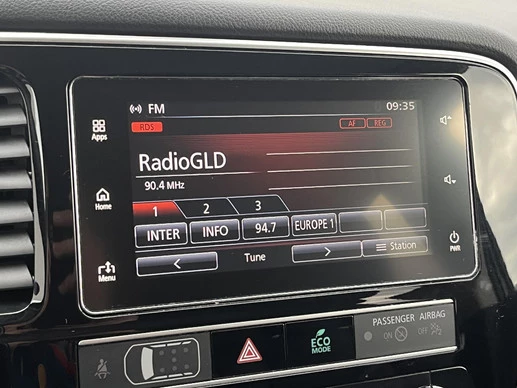 FM
09:35
RDS
AF REG
RadioGLD
90.4 MHz
1 2 3
INTER INFO 94.7 EUROPE 1
< Tune > Station
Apps
Home
Menu
PWR
PASSENGER AIRBAG
ON OFF
ECO
MODE